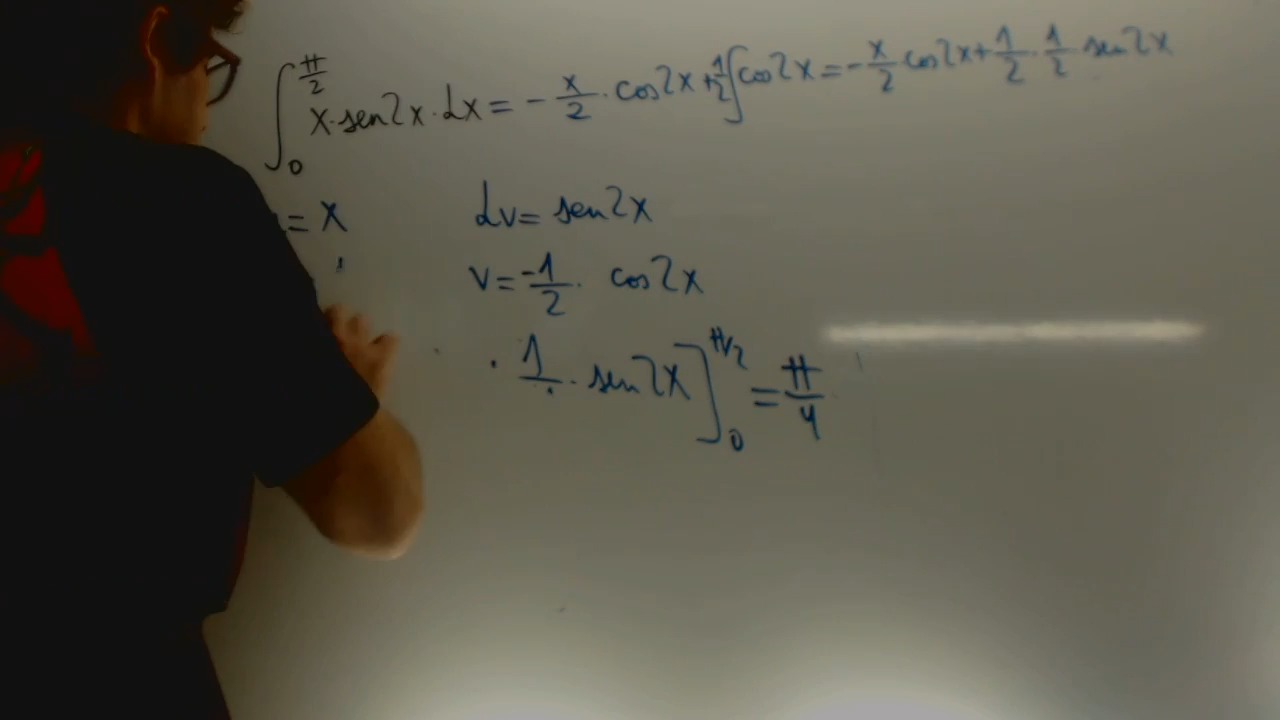 ∫₀^{π/2} x·sen2x·dx = -x/2·cos2x + 1/2∫cos2x = -x/2·cos2x + 1/2·1/2·sen2x
= x dv = sen2x
v = -1/2·cos2x
·1/·sen2x]₀^{π/2} = π/4